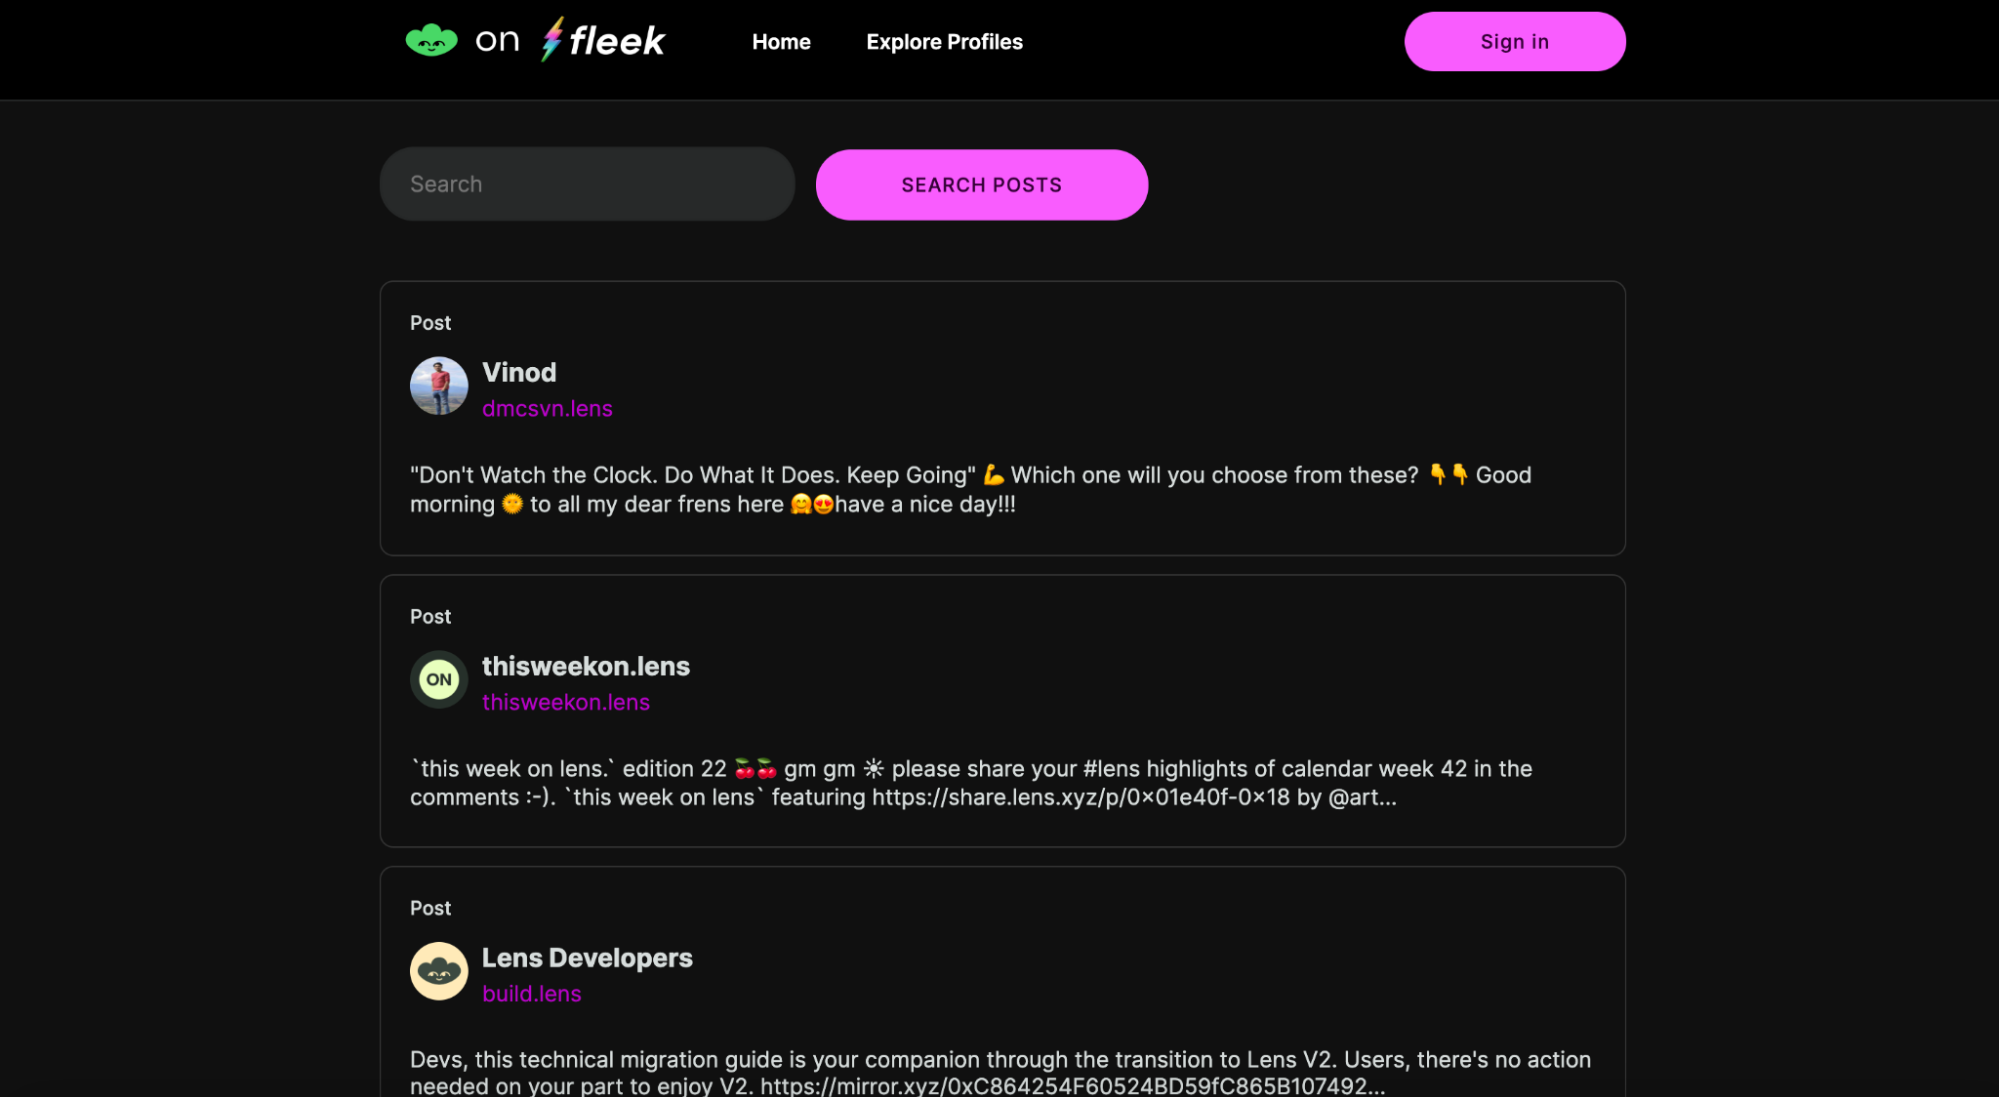 on fleek
Home
Explore Profiles
Sign in
Search
SEARCH POSTS
Post
Vinod
dmcsvn.lens
"Don't Watch the Clock. Do What It Does. Keep Going" 💪 Which one will you choose from these? 👇👇 Good
morning 🌞 to all my dear frens here 🤗😍have a nice day!!!
Post
ON
thisweekon.lens
thisweekon.lens
`this week on lens.` edition 22 🍒🍒 gm gm ☀ please share your #lens highlights of calendar week 42 in the
comments :-). `this week on lens` featuring https://share.lens.xyz/p/0x01e40f-0x18 by @art...
Post
Lens Developers
build.lens
Devs, this technical migration guide is your companion through the transition to Lens V2. Users, there's no action
needed on your part to enjoy V2. https://mirror.xyz/0xC864254F60524BD59fC865B107492...